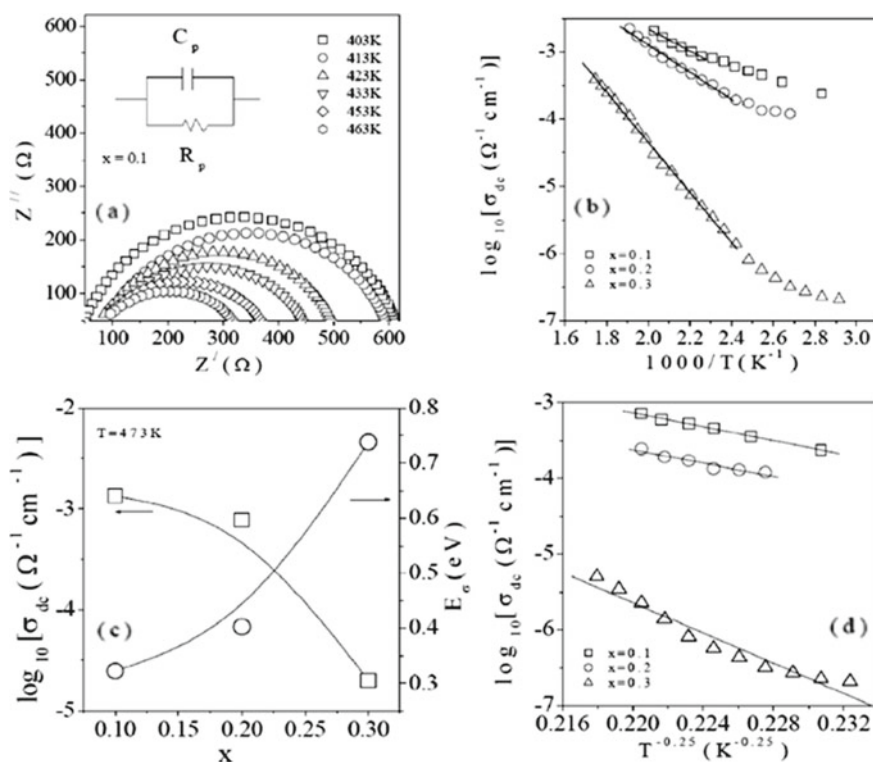 600
500
400
300
200
100
Z // (Ω)
C p
R p
x = 0.1
(a)
403K
413K
423K
433K
453K
463K
100 200 300 400 500 600
Z / (Ω)
-3
-4
-5
-6
-7
log 10 [σ dc (Ω -1 cm -1 )]
(b)
x=0.1
x=0.2
x=0.3
1.6 1.8 2.0 2.2 2.4 2.6 2.8 3.0
1000/T(K -1 )
-2
-3
-4
-5
log 10 [σ dc (Ω -1 cm -1 )]
T=473K
(c)
0.8
0.7
0.6
0.5
0.4
0.3
E σ (eV)
0.10 0.15 0.20 0.25 0.30
x
-3
-4
-5
-6
-7
log 10 [σ dc (Ω -1 cm -1 )]
(d)
x=0.1
x=0.2
x=0.3
0.216 0.220 0.224 0.228 0.232
T -0.25 (K -0.25 )